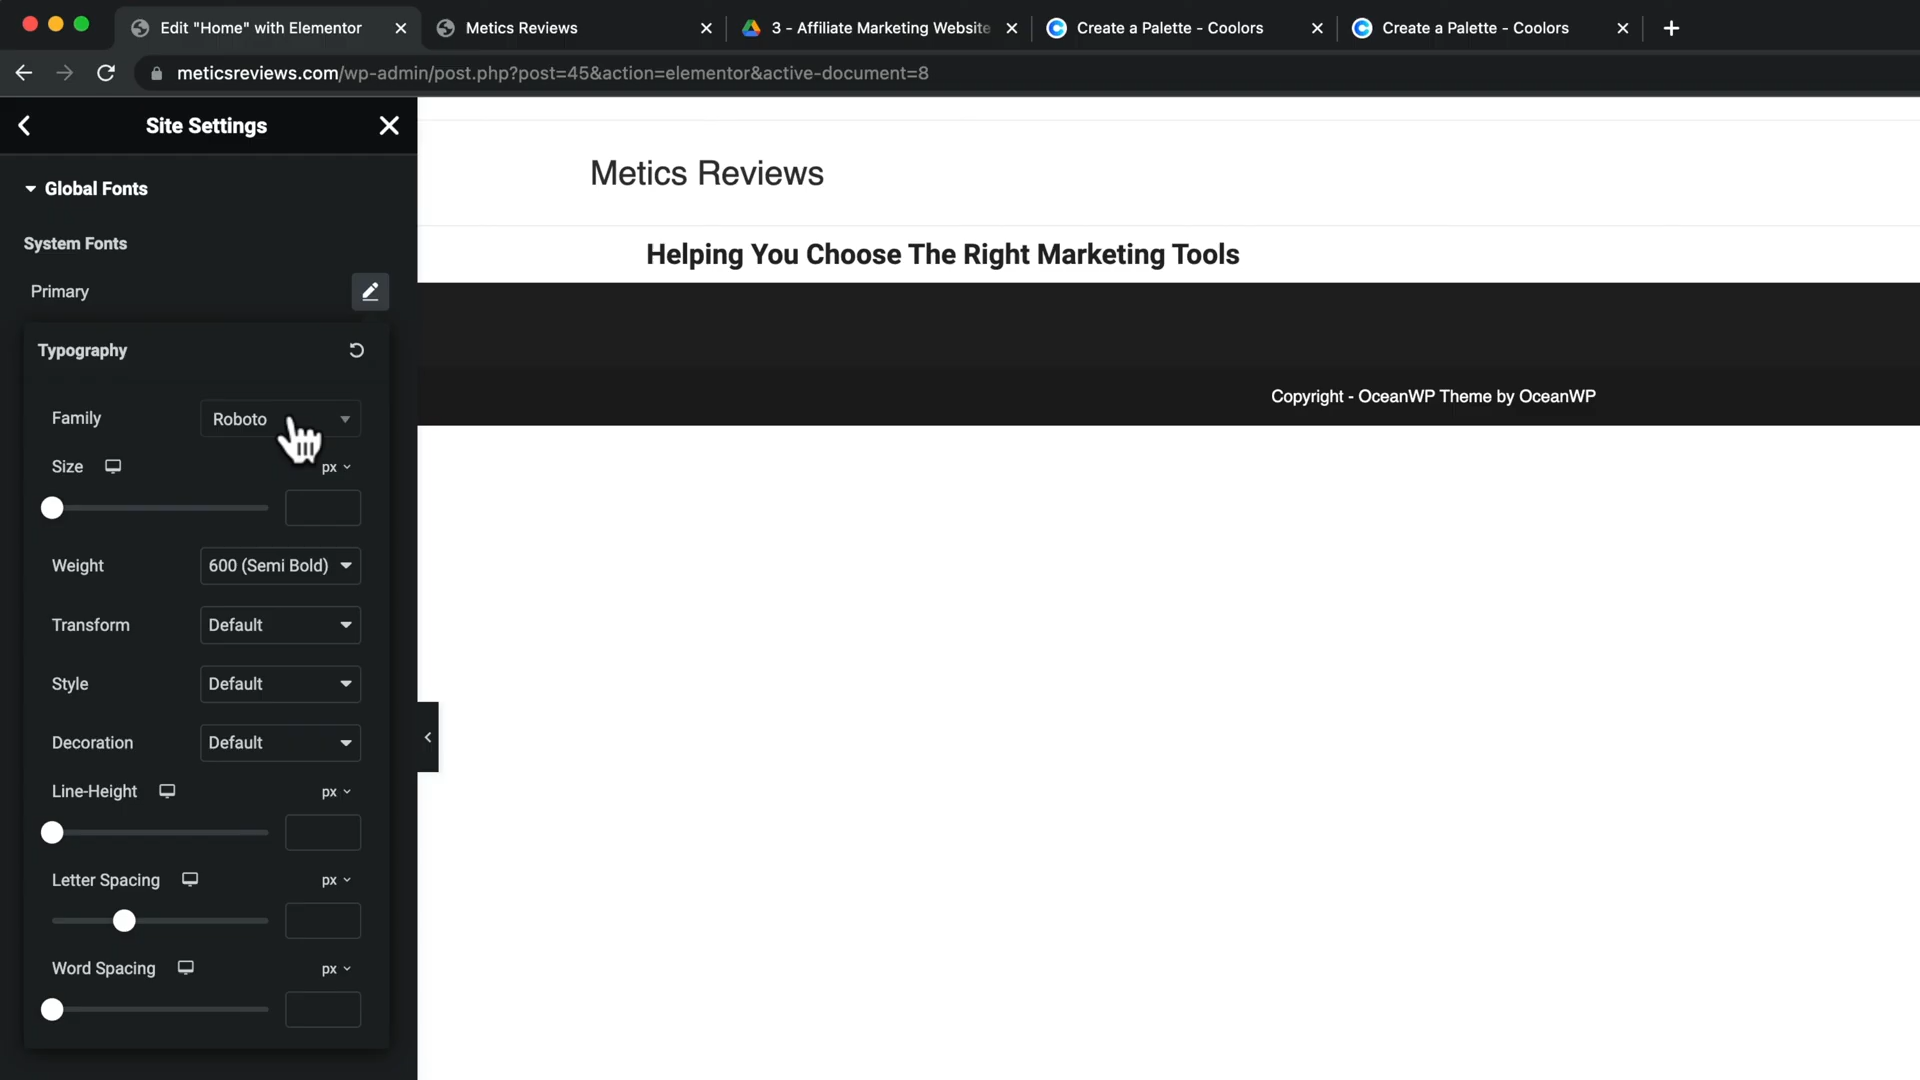 Edit "Home" with Elementor
Metics Reviews
3 - Affiliate Marketing Website
Create a Palette - Coolors
Create a Palette - Coolors
meticsreviews.com/wp-admin/post.php?post=45&action=elementor&active-document=8
Site Settings
Global Fonts
System Fonts
Primary
Typography
Family Roboto
Size px
Weight 600 (Semi Bold)
Transform Default
Style Default
Decoration Default
Line-Height px
Letter Spacing px
Word Spacing px
Metics Reviews
Helping You Choose The Right Marketing Tools
Copyright - OceanWP Theme by OceanWP